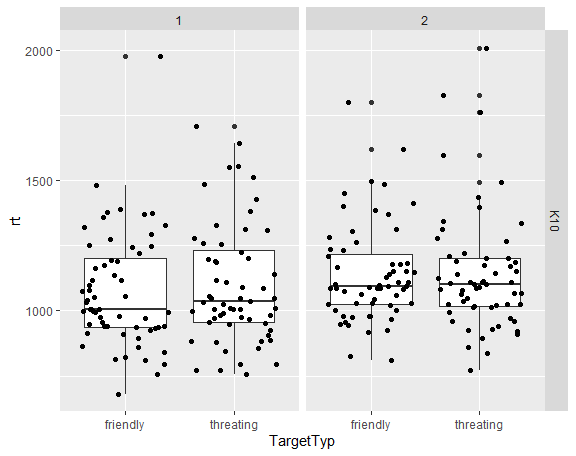 1 2
2000
1500
1000
rt
K10
friendly threating friendly threating
TargetTyp